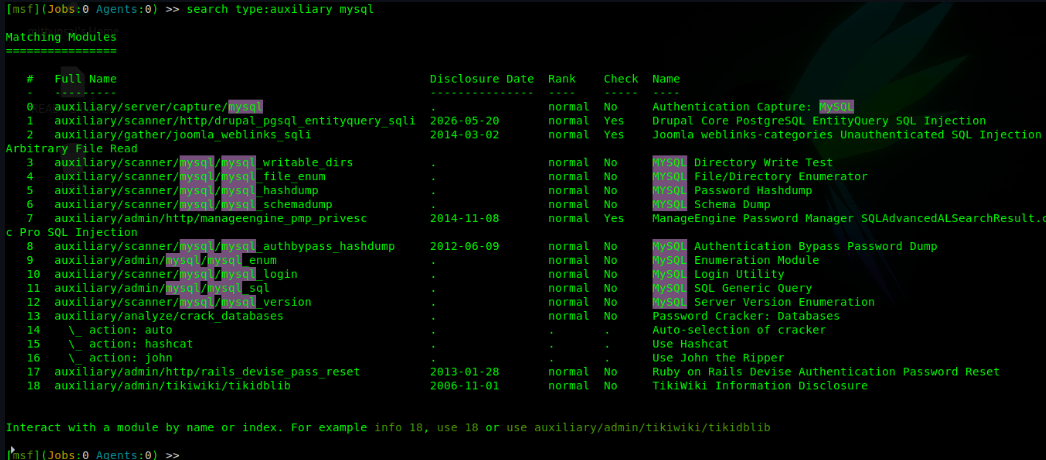 [msf](Jobs:0 Agents:0) >> search type:auxiliary mysql
Matching Modules
================
#   Full Name                                             Disclosure Date  Rank    Check  Name
-   ---------                                             ---------------  ----    -----  ----
0   auxiliary/server/capture/mysql                        .                normal  No     Authentication Capture: MySQL
1   auxiliary/scanner/http/drupal_pgsql_entityquery_sqli  2026-05-20       normal  Yes    Drupal Core PostgreSQL EntityQuery SQL Injection
2   auxiliary/gather/joomla_weblinks_sqli                 2014-03-02       normal  Yes    Joomla weblinks-categories Unauthenticated SQL Injection
Arbitrary File Read
3   auxiliary/scanner/mysql/mysql_writable_dirs           .                normal  No     MYSQL Directory Write Test
4   auxiliary/scanner/mysql/mysql_file_enum               .                normal  No     MYSQL File/Directory Enumerator
5   auxiliary/scanner/mysql/mysql_hashdump                .                normal  No     MYSQL Password Hashdump
6   auxiliary/scanner/mysql/mysql_schemadump              .                normal  No     MYSQL Schema Dump
7   auxiliary/admin/http/manageengine_pmp_privesc         2014-11-08       normal  Yes    ManageEngine Password Manager SQLAdvancedALSearchResult.c
c Pro SQL Injection
8   auxiliary/scanner/mysql/mysql_authbypass_hashdump     2012-06-09       normal  No     MySQL Authentication Bypass Password Dump
9   auxiliary/admin/mysql/mysql_enum                      .                normal  No     MySQL Enumeration Module
10  auxiliary/scanner/mysql/mysql_login                   .                normal  No     MySQL Login Utility
11  auxiliary/admin/mysql/mysql_sql                       .                normal  No     MySQL SQL Generic Query
12  auxiliary/scanner/mysql/mysql_version                 .                normal  No     MySQL Server Version Enumeration
13  auxiliary/analyze/crack_databases                     .                normal  No     Password Cracker: Databases
14    \_ action: auto                                     .                .       .      Auto-selection of cracker
15    \_ action: hashcat                                  .                .       .      Use Hashcat
16    \_ action: john                                     .                .       .      Use John the Ripper
17  auxiliary/admin/http/rails_devise_pass_reset          2013-01-28       normal  No     Ruby on Rails Devise Authentication Password Reset
18  auxiliary/admin/tikiwiki/tikidblib                    2006-11-01       normal  No     TikiWiki Information Disclosure
Interact with a module by name or index. For example info 18, use 18 or use auxiliary/admin/tikiwiki/tikidblib
[msf](Jobs:0 Agents:0) >>